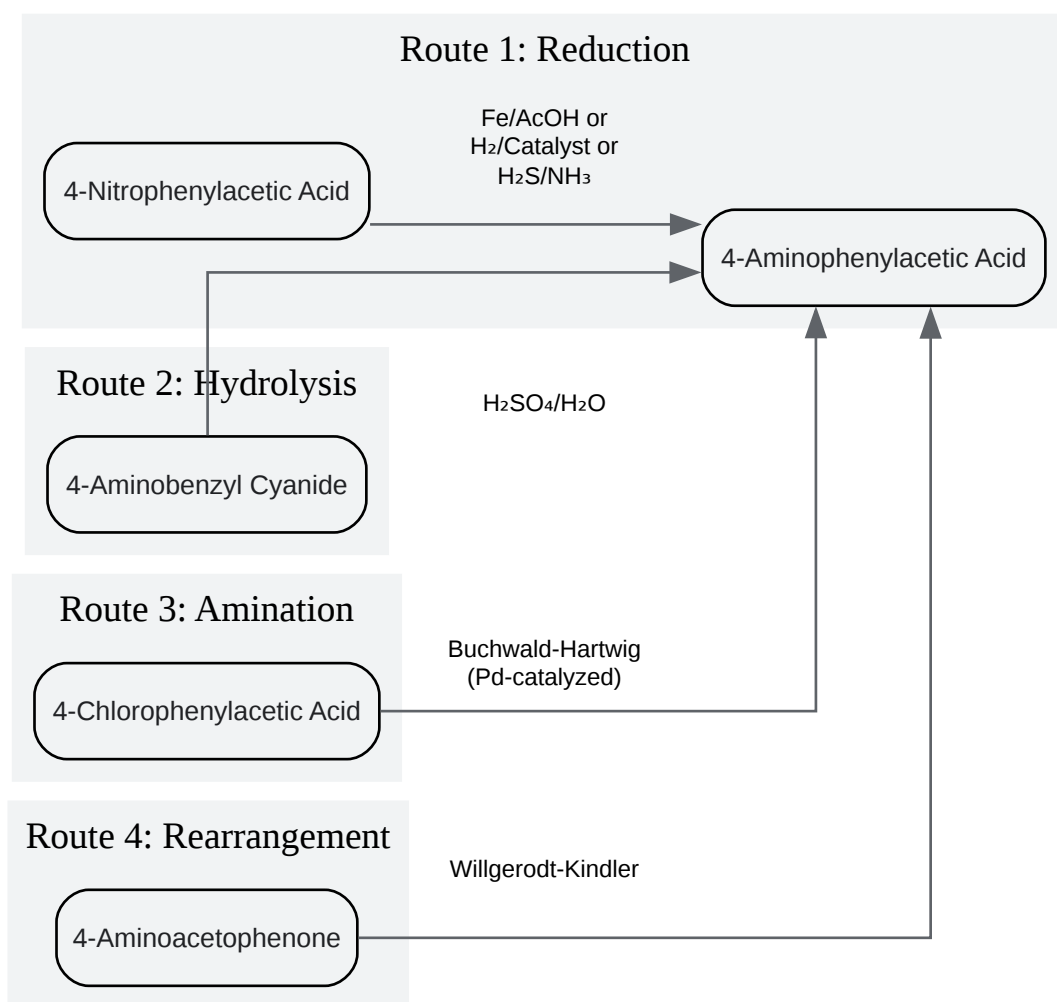 Route 1: Reduction
Fe/AcOH or
H₂/Catalyst or
H₂S/NH₃
4-Nitrophenylacetic Acid
4-Aminophenylacetic Acid
Route 2: Hydrolysis
H₂SO₄/H₂O
4-Aminobenzyl Cyanide
Route 3: Amination
Buchwald-Hartwig
(Pd-catalyzed)
4-Chlorophenylacetic Acid
Route 4: Rearrangement
Willgerodt-Kindler
4-Aminoacetophenone